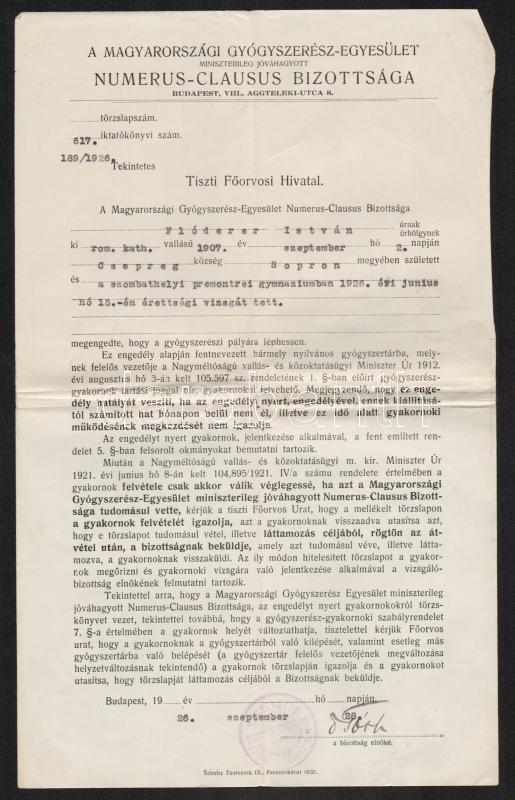 A MAGYARORSZÁGI GYÓGYSZERÉSZ-EGYESÜLET
MINISZTERILEG JÓVÁHAGYOTT
NUMERUS-CLAUSUS BIZOTTSÁGA
BUDAPEST, VIII., AGGTELEKI-UTCA 8.
törzslapszám.
617. iktatókönyvi szám.
189/1926.
Tekintetes
Tiszti Főorvosi Hivatal.
A Magyarországi Gyógyszerész-Egyesület Numerus-Clausus Bizottsága
Flóderer István úrnak
úrhölgynek
ki rom. kath. vallású 1907. év szeptember hó 2. napján
Csepreg község Sopron megyében született
és a szombathelyi premontrei gymnaziumban 1926. évi junius
hó 15.-én érettségi vizsgát tett.
megengedte, hogy a gyógyszerészi pályára léphessen.
Ez engedély alapján fentnevezett bármely nyilvános gyógyszertárba, mely-
nek felelős vezetője a Nagyméltóságú vallás- és közoktatásügyi Miniszter Úr 1912.
évi augusztus hó 3-án kelt 105.597 sz. rendeletének 1. §-ban előirt gyógyszerész-
gyakornok tartási joggal bir, gyakornokul felvehető. Megjegyzendő, hogy ez enge-
dély hatályát veszíti, ha az engedélyt nyert, engedélyével, ennek kiállitásá-
tól számitott hat hónapon belül nem él, illetve ez idő alatt gyakornoki
működésének megkezdését nem igazolja.
Az engedélyt nyert gyakornok, jelentkezése alkalmával, a fent említett ren-
delet 5. §-ban felsorolt okmányokat bemutatni tartozik.
Miután a Nagyméltóságú vallás- és közoktatásügyi m. kir. Miniszter Úr
1921. évi junius hó 8-án kelt 104,895/1921. IV/a számu rendelete értelmében a
gyakornok felvétele csak akkor válik véglegessé, ha azt a Magyarországi
Gyógyszerész-Egyesület miniszterileg jóváhagyott Numerus-Clausus Bizott-
sága tudomásul vette, kérjük a tiszti Főorvos Urat, hogy a mellékelt törzslapon
a gyakornok felvételét igazolja, azt a gyakornoknak visszaadva utasítsa azt,
hogy e törzslapot tudomásul vétel, illetve láttamozás céljából, rögtön az át-
vétel után, a bizottságnak beküldje, amely azt tudomásul véve, illetve látta-
mozva, a gyakornoknak visszaküldi. Az ily módon hitelesitett törzslapot a gyakor-
nok megőrizni és gyakornoki vizsgára való jelentkezése alkalmával a vizsgáló-
bizottság elnökének felmutatni tartozik.
Tekintettel arra, hogy a Magyarországi Gyógyszerész Egyesület miniszterileg
jóváhagyott Numerus-Clausus Bizottsága, az engedélyt nyert gyakornokokról törzs-
könyvet vezet, tekintettel továbbá, hogy a gyógyszerész-gyakornoki szabályrendelet
7. §-a értelmében a gyakornok helyét változtathatja, tisztelettel kérjük Főorvos
urat, hogy a gyakornoknak a gyógyszertárból való kilépését, valamint esetleg más
gyógyszertárba való belépését (a gyógyszertár felelős vezetőjének megváltozása
helyzetváltozásnak tekintendő) a gyakornok törzslapján igazolja és a gyakornokot
utasítsa, hogy törzslapját láttamozás céljából a Bizottságnak beküldje.
Budapest, 19 év hó napján.
26. szeptember 28.
a bizottság elnöke.
Schultz Testvérek IX., Ferenc-körut 1921.